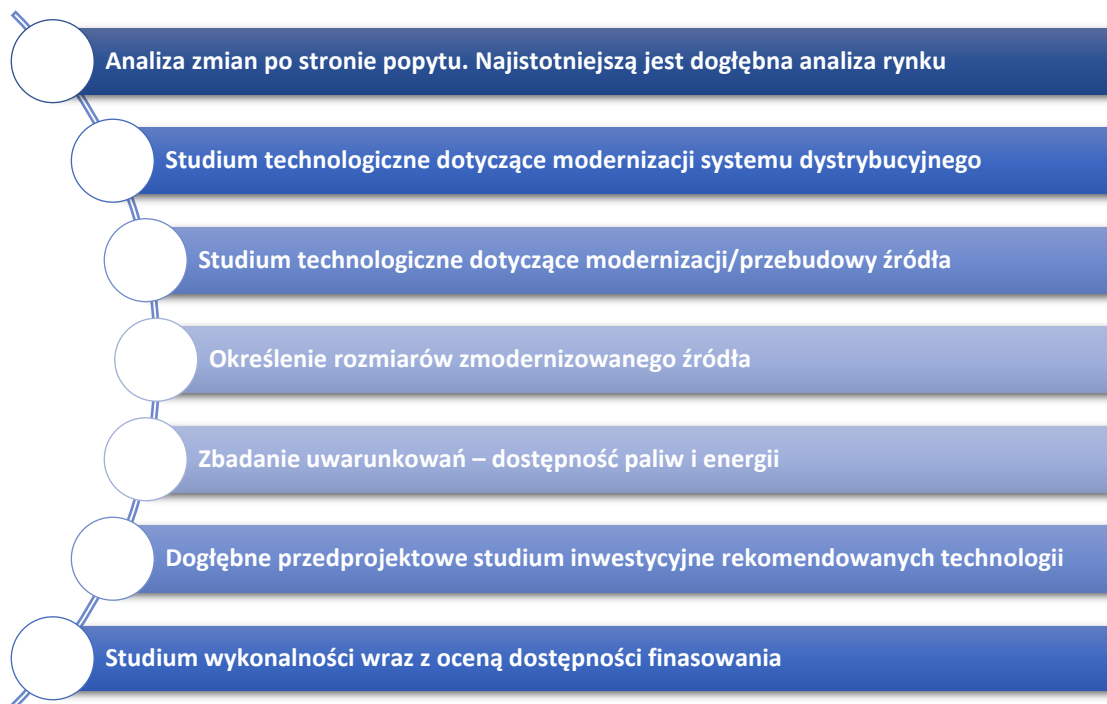 Analiza zmian po stronie popytu. Najistotniejszą jest dogłębna analiza rynku
Studium technologiczne dotyczące modernizacji systemu dystrybucyjnego
Studium technologiczne dotyczące modernizacji/przebudowy źródła
Określenie rozmiarów zmodernizowanego źródła
Zbadanie uwarunkowań – dostępność paliw i energii
Dogłębne przedprojektowe studium inwestycyjne rekomendowanych technologii
Studium wykonalności wraz z oceną dostępności finasowania